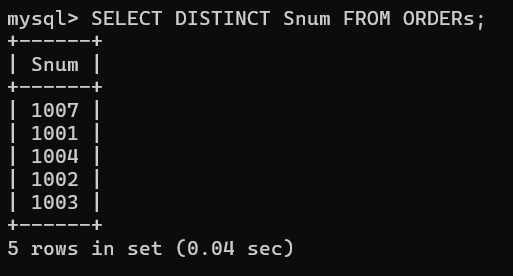 mysql> SELECT DISTINCT Snum FROM ORDERs;
+------+
| Snum |
+------+
| 1007 |
| 1001 |
| 1004 |
| 1002 |
| 1003 |
+------+
5 rows in set (0.04 sec)